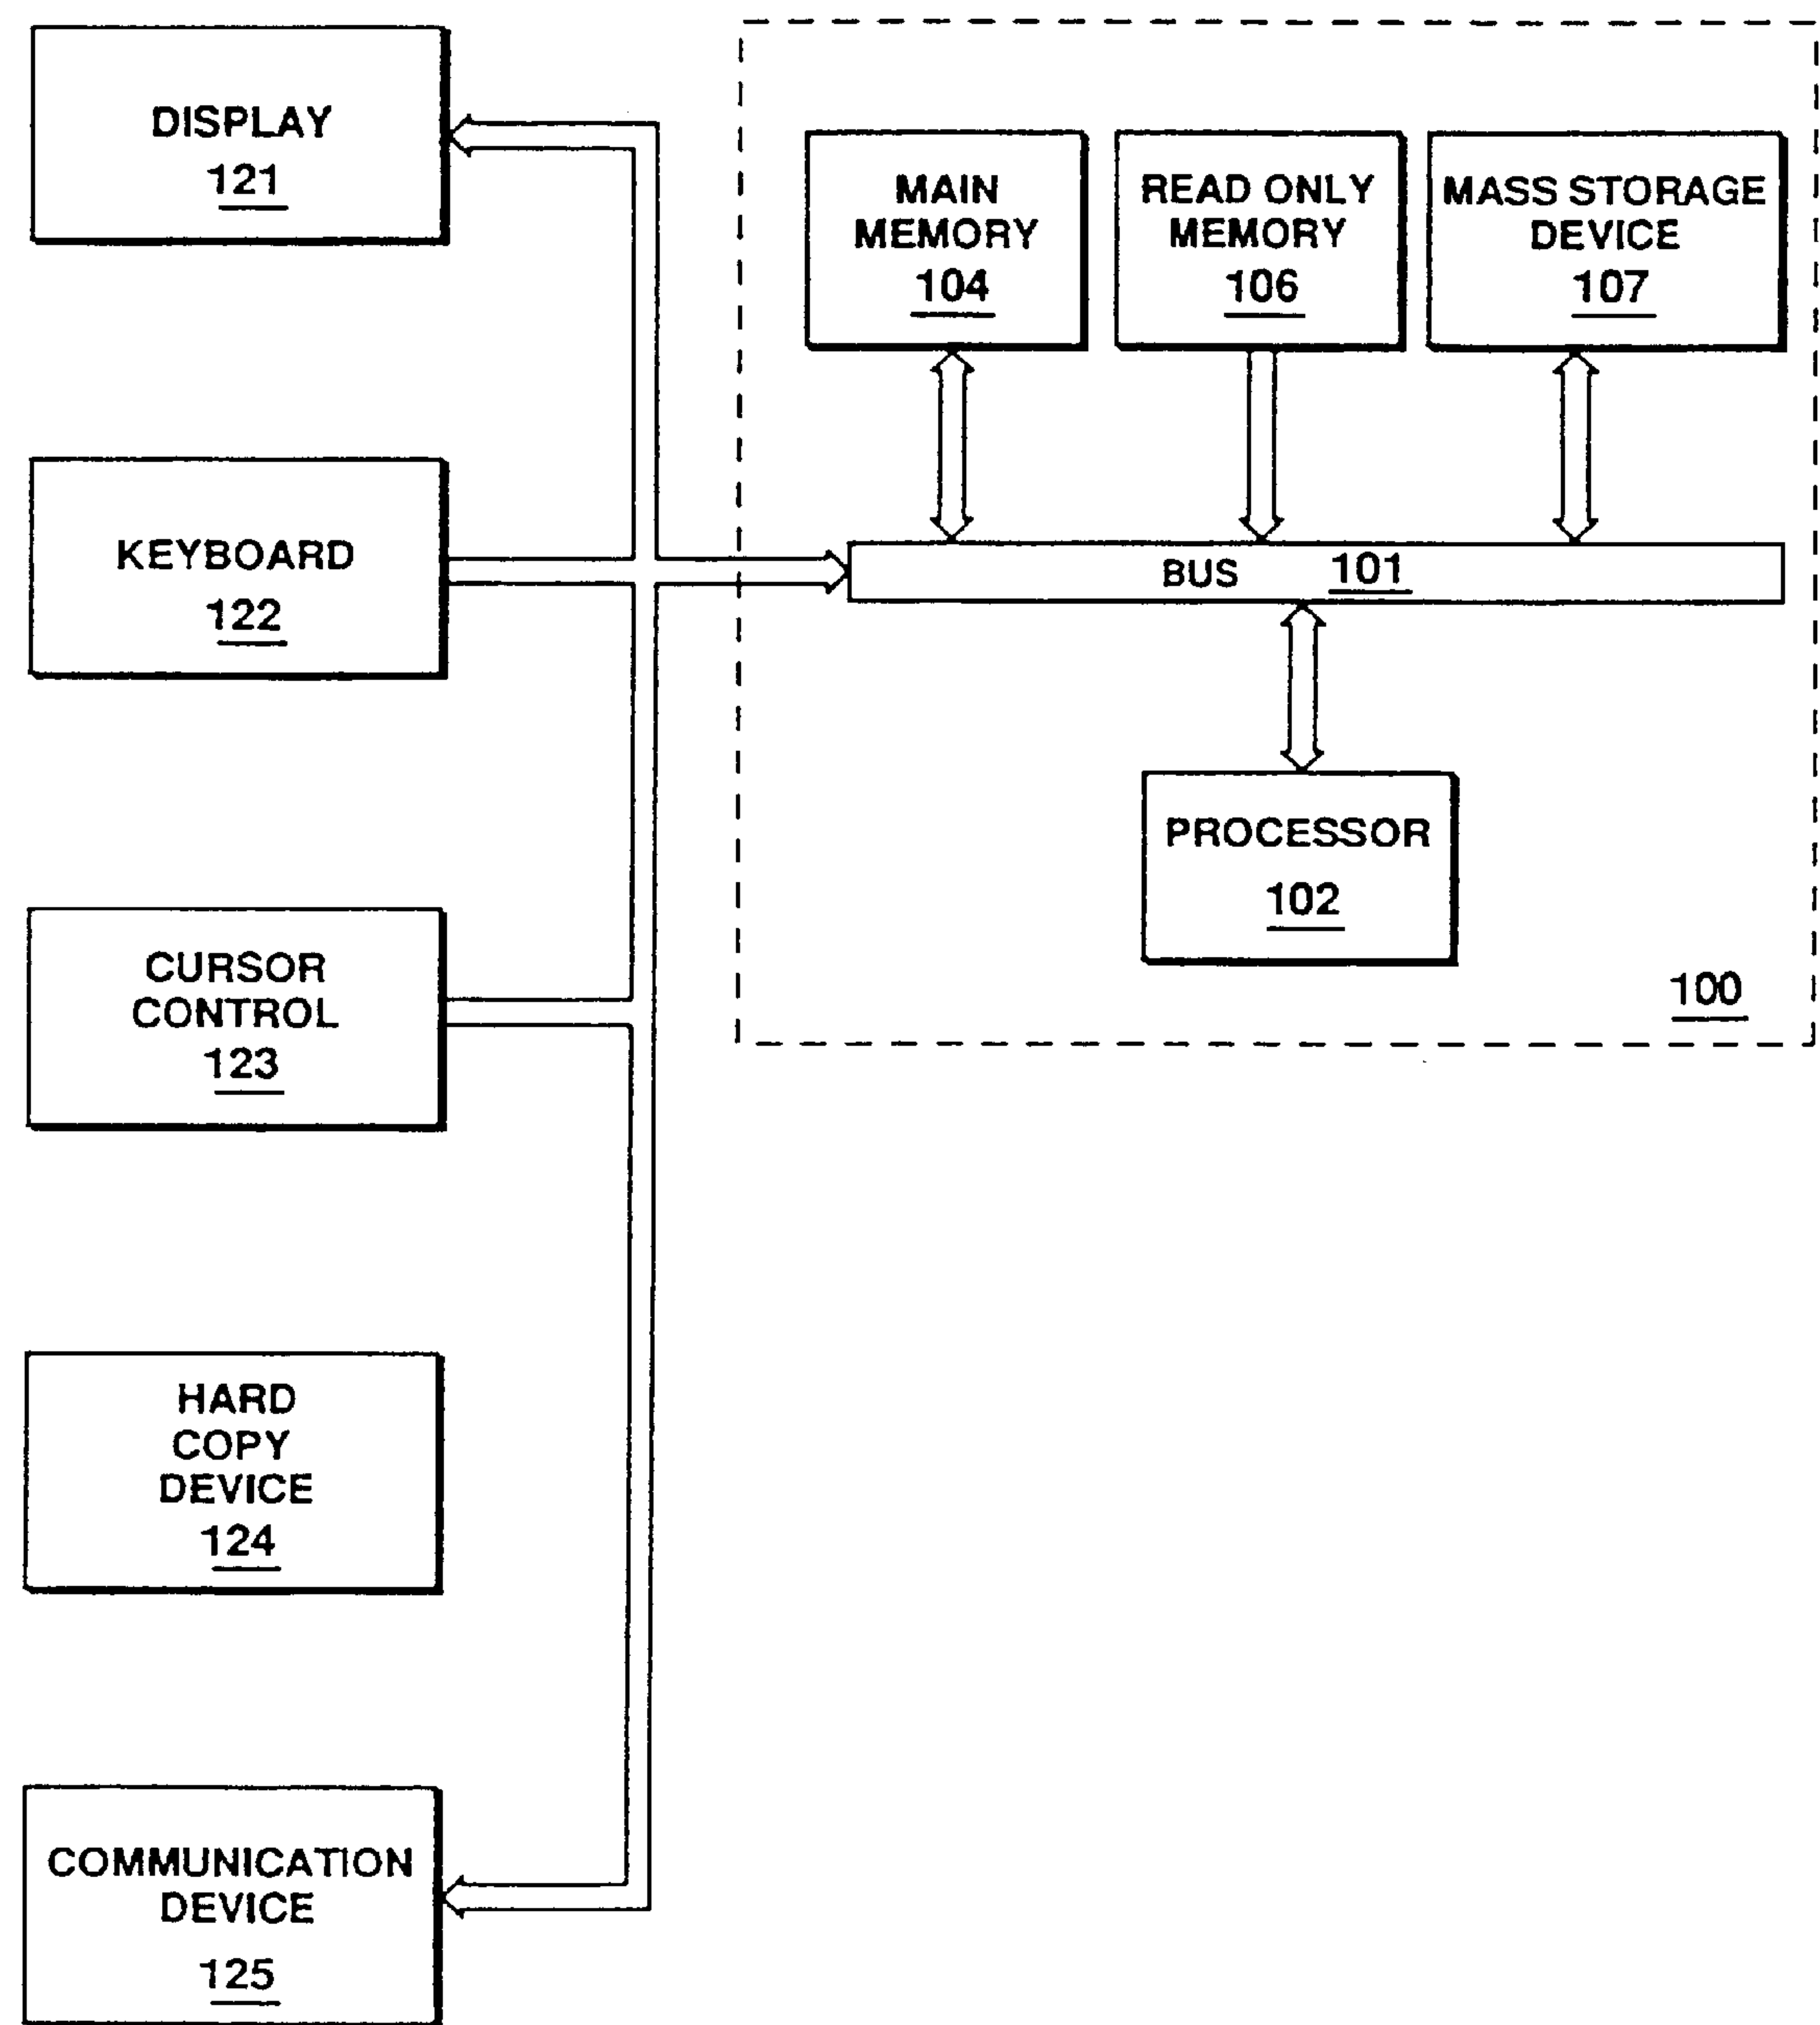 DISPLAY
121
KEYBOARD
122
CURSOR
CONTROL
123
HARD
COPY
DEVICE
124
COMMUNICATION
DEVICE
125
MAIN
MEMORY
104
READ ONLY
MEMORY
106
MASS STORAGE
DEVICE
107
BUS 101
PROCESSOR
102
100